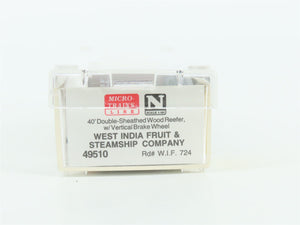 MICRO-
TRAINS
LINE
N
40' Double-Sheathed Wood Reefer,
w/Vertical Brake Wheel
WEST INDIA FRUIT &
STEAMSHIP COMPANY
49510 Rd# W.I.F. 724